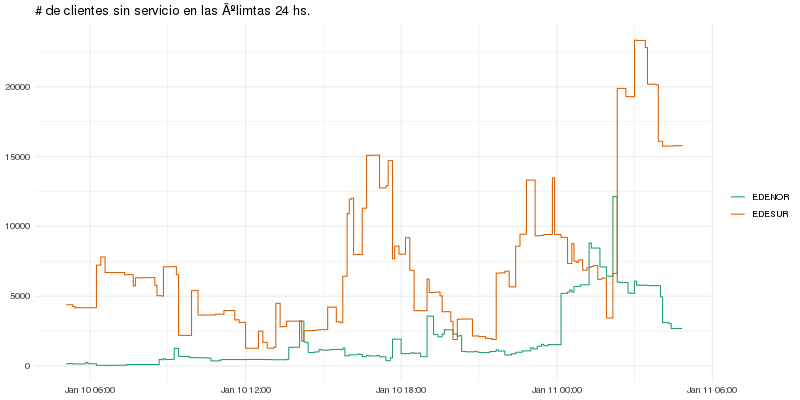 # de clientes sin servicio en las Ãºlimtas 24 hs.
20000
15000
10000
5000
0
Jan 10 06:00
Jan 10 12:00
Jan 10 18:00
Jan 11 00:00
Jan 11 06:00
EDENOR
EDESUR